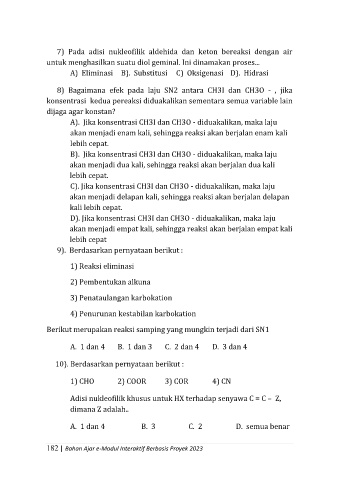 7) Pada adisi nukleofilik aldehida dan keton bereaksi dengan air
untuk menghasilkan suatu diol geminal. Ini dinamakan proses...
A) Eliminasi B). Substitusi C) Oksigenasi D). Hidrasi
8) Bagaimana efek pada laju SN2 antara CH3I dan CH3O - , jika
konsentrasi kedua pereaksi diduakalikan sementara semua variable lain
dijaga agar konstan?
A). Jika konsentrasi CH3I dan CH3O - diduakalikan, maka laju
akan menjadi enam kali, sehingga reaksi akan berjalan enam kali
lebih cepat.
B). Jika konsentrasi CH3I dan CH3O - diduakalikan, maka laju
akan menjadi dua kali, sehingga reaksi akan berjalan dua kali
lebih cepat.
C). Jika konsentrasi CH3I dan CH3O - diduakalikan, maka laju
akan menjadi delapan kali, sehingga reaksi akan berjalan delapan
kali lebih cepat.
D). Jika konsentrasi CH3I dan CH3O - diduakalikan, maka laju
akan menjadi empat kali, sehingga reaksi akan berjalan empat kali
lebih cepat
9). Berdasarkan pernyataan berikut :
1) Reaksi eliminasi
2) Pembentukan alkuna
3) Penataulangan karbokation
4) Penurunan kestabilan karbokation
Berikut merupakan reaksi samping yang mungkin terjadi dari SN1
A. 1 dan 4 B. 1 dan 3 C. 2 dan 4 D. 3 dan 4
10). Berdasarkan pernyataan berikut :
1) CHO 2) COOR 3) COR 4) CN
Adisi nukleofilik khusus untuk HX terhadap senyawa C = C – Z,
dimana Z adalah..
A. 1 dan 4 B. 3 C. 2 D. semua benar
182 | Bahan Ajar e-Modul Interaktif Berbasis Proyek 2023